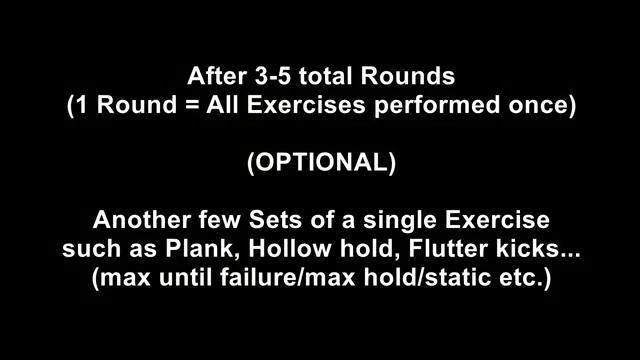 After 3-5 total Rounds
(1 Round = All Exercises performed once)
(OPTIONAL)
Another few Sets of a single Exercise
such as Plank, Hollow hold, Flutter kicks...
(max until failure/max hold/static etc.)